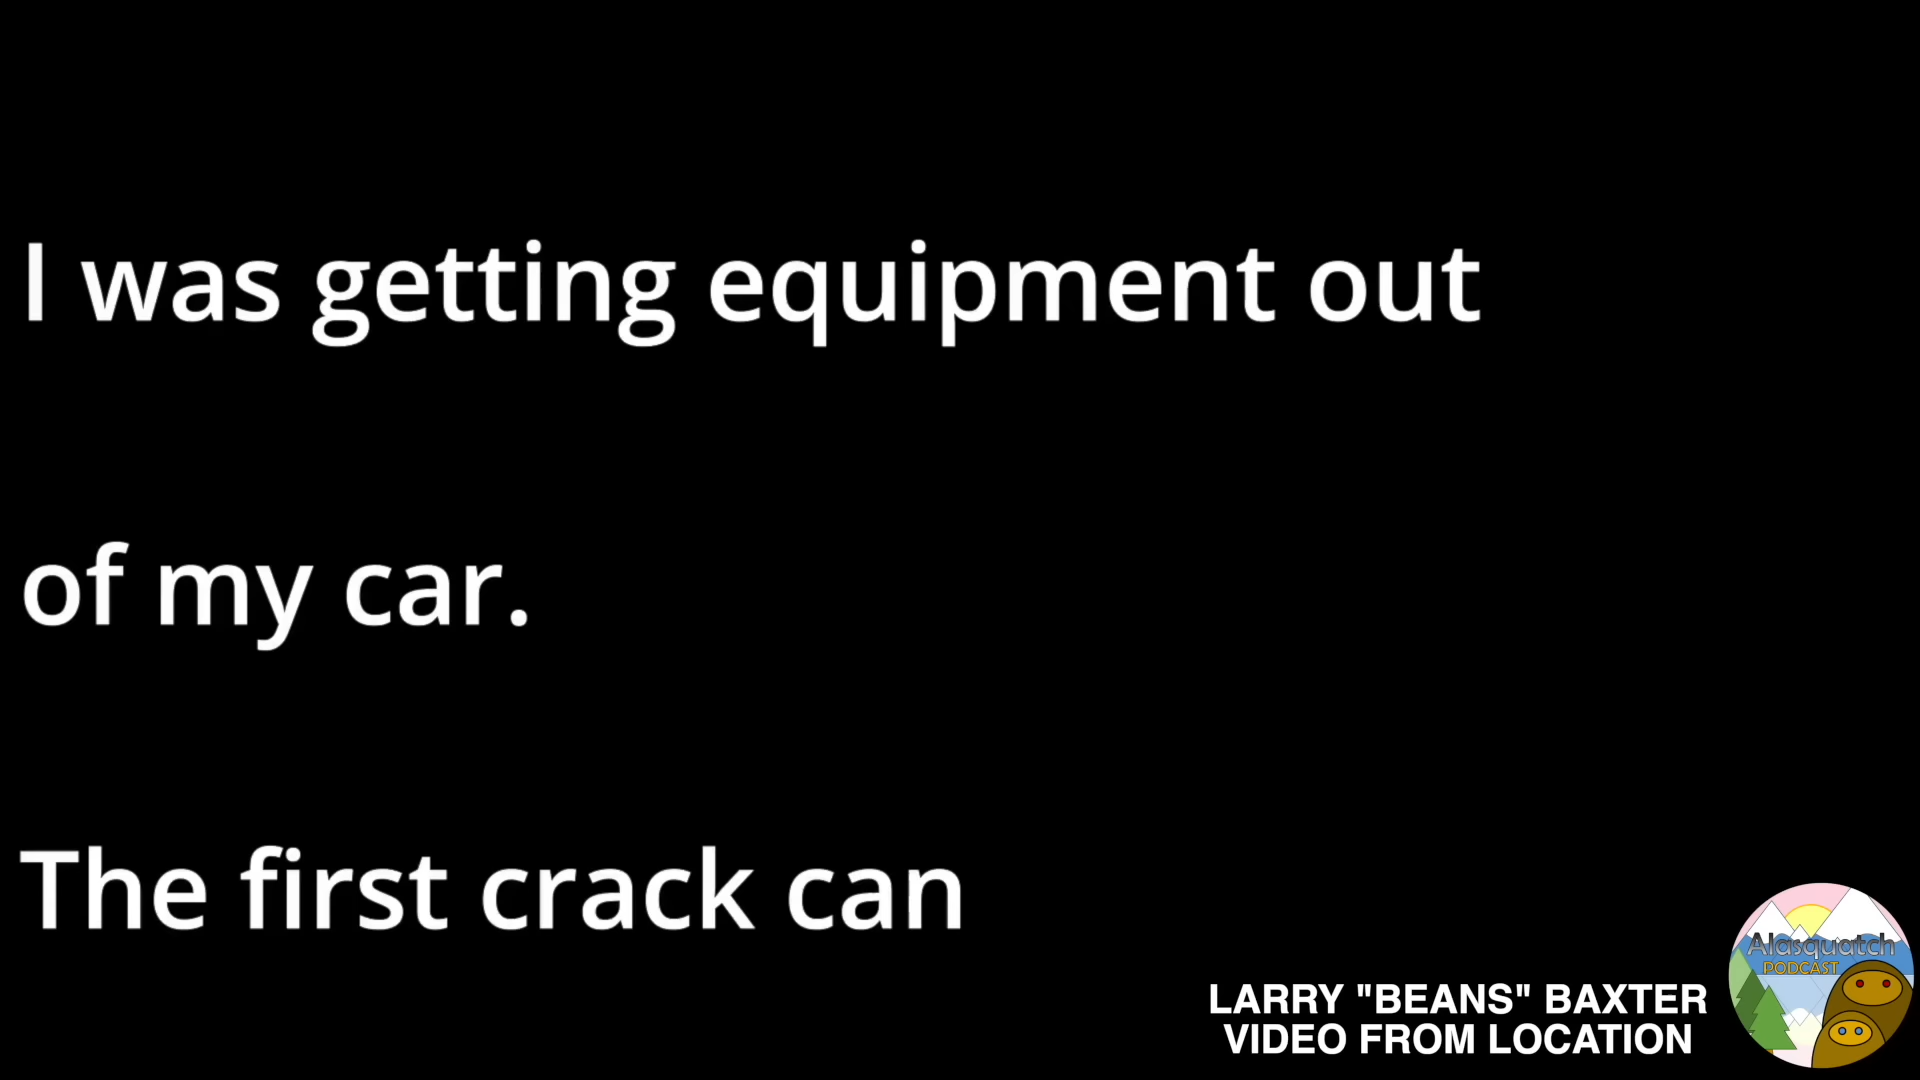 I was getting equipment out
of my car.
The first crack can
Alasquatch
PODCAST
LARRY "BEANS" BAXTER
VIDEO FROM LOCATION